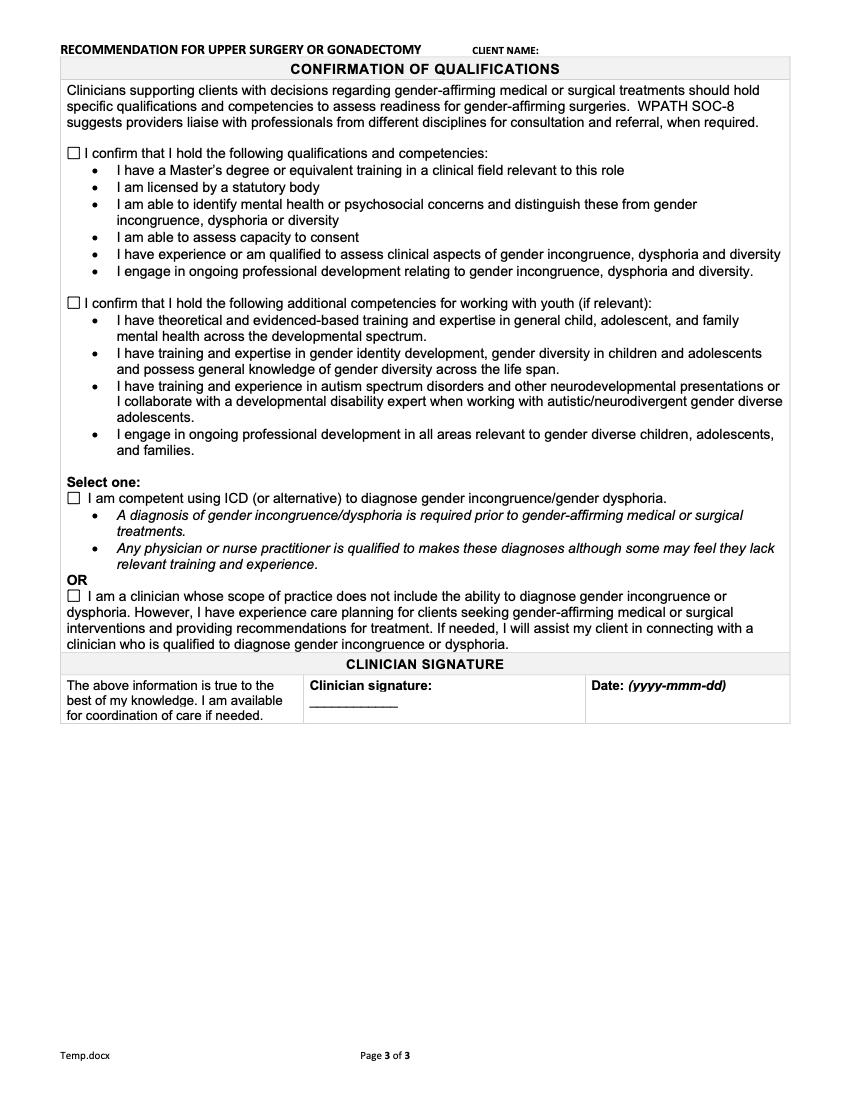 RECOMMENDATION FOR UPPER SURGERY OR GONADECTOMY CLIENT NAME:
CONFIRMATION OF QUALIFICATIONS
Clinicians supporting clients with decisions regarding gender-affirming medical or surgical treatments should hold
specific qualifications and competencies to assess readiness for gender-affirming surgeries. WPATH SOC-8
suggests providers liaise with professionals from different disciplines for consultation and referral, when required.
☐ I confirm that I hold the following qualifications and competencies:
• I have a Master's degree or equivalent training in a clinical field relevant to this role
• I am licensed by a statutory body
• I am able to identify mental health or psychosocial concerns and distinguish these from gender
incongruence, dysphoria or diversity
• I am able to assess capacity to consent
• I have experience or am qualified to assess clinical aspects of gender incongruence, dysphoria and diversity
• I engage in ongoing professional development relating to gender incongruence, dysphoria and diversity.
☐ I confirm that I hold the following additional competencies for working with youth (if relevant):
• I have theoretical and evidenced-based training and expertise in general child, adolescent, and family
mental health across the developmental spectrum.
• I have training and expertise in gender identity development, gender diversity in children and adolescents
and possess general knowledge of gender diversity across the life span.
• I have training and experience in autism spectrum disorders and other neurodevelopmental presentations or
I collaborate with a developmental disability expert when working with autistic/neurodivergent gender diverse
adolescents.
• I engage in ongoing professional development in all areas relevant to gender diverse children, adolescents,
and families.
Select one:
☐ I am competent using ICD (or alternative) to diagnose gender incongruence/gender dysphoria.
• A diagnosis of gender incongruence/dysphoria is required prior to gender-affirming medical or surgical
treatments.
• Any physician or nurse practitioner is qualified to makes these diagnoses although some may feel they lack
relevant training and experience.
OR
☐ I am a clinician whose scope of practice does not include the ability to diagnose gender incongruence or
dysphoria. However, I have experience care planning for clients seeking gender-affirming medical or surgical
interventions and providing recommendations for treatment. If needed, I will assist my client in connecting with a
clinician who is qualified to diagnose gender incongruence or dysphoria.
CLINICIAN SIGNATURE
The above information is true to the
best of my knowledge. I am available
for coordination of care if needed.
Clinician signature:
____________
Date: (yyyy-mmm-dd)
Temp.docx Page 3 of 3